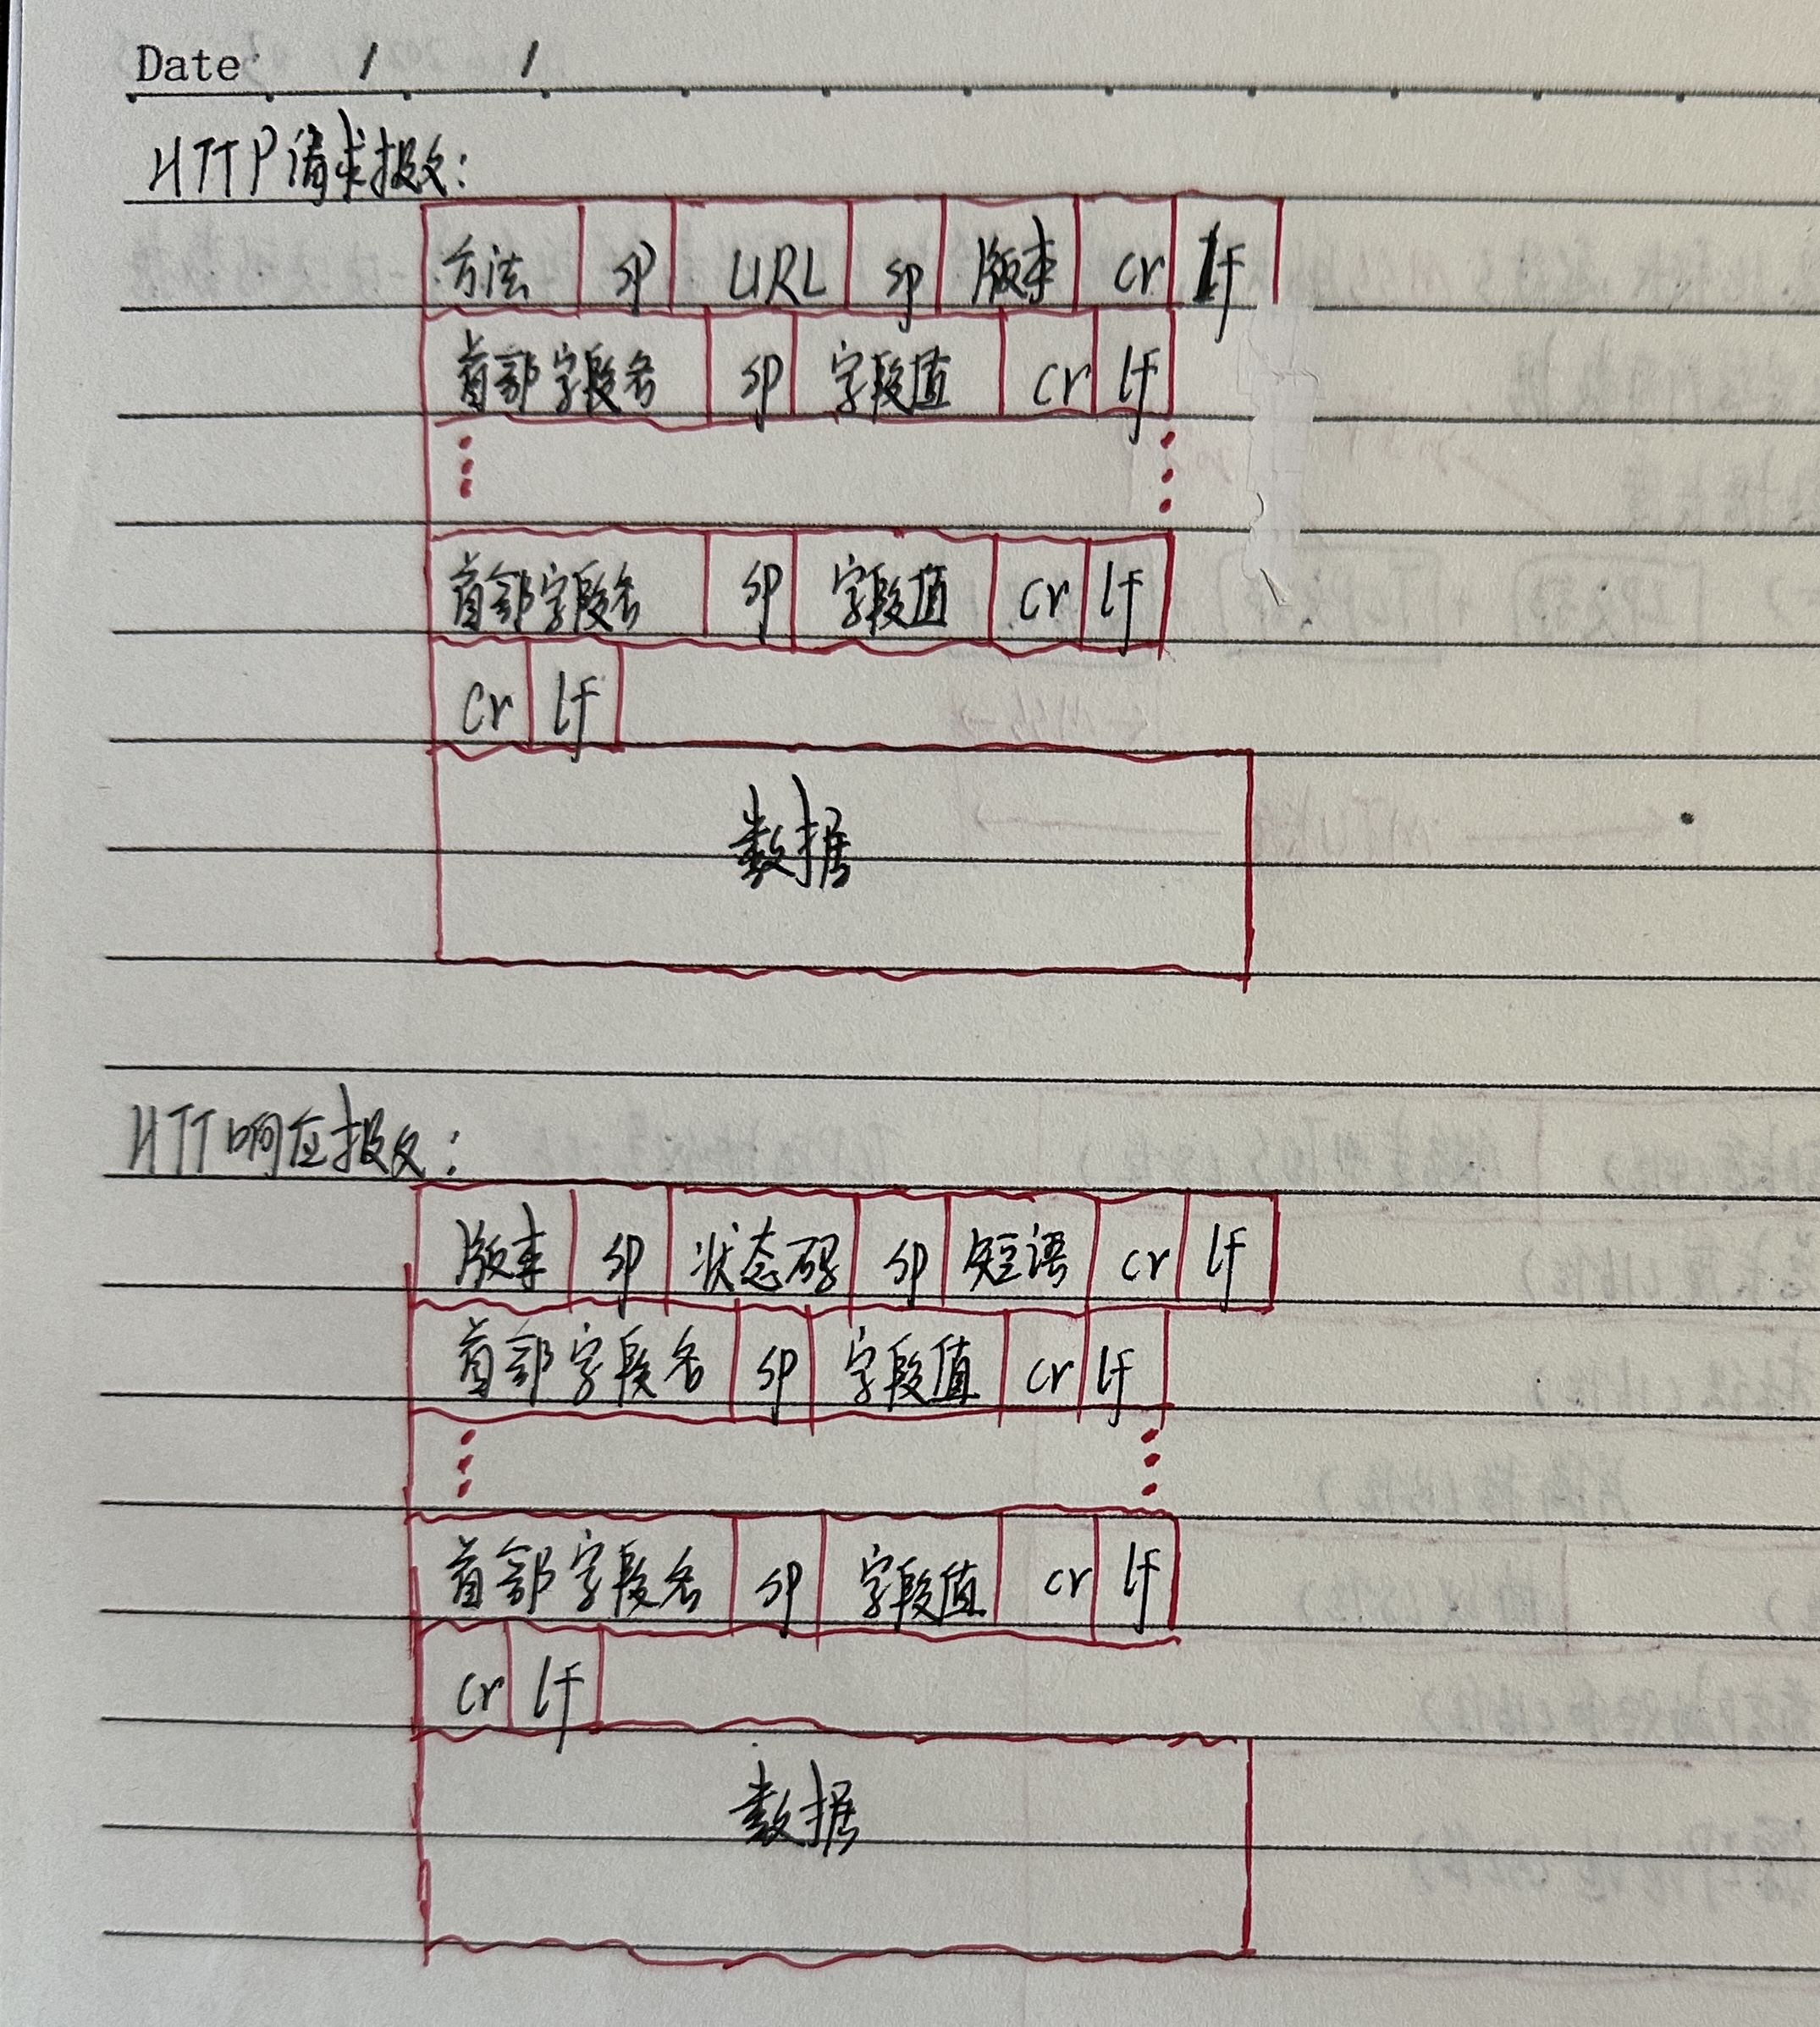 Date / /
HTTP请求报文:
方法 sp URL sp 版本 cr lf
首部字段名 sp 字段值 cr lf
首部字段名 sp 字段值 cr lf
cr lf
数据
HTT响应报文:
版本 sp 状态码 sp 短语 cr lf
首部字段名 sp 字段值 cr lf
首部字段名 sp 字段值 cr lf
cr lf
数据